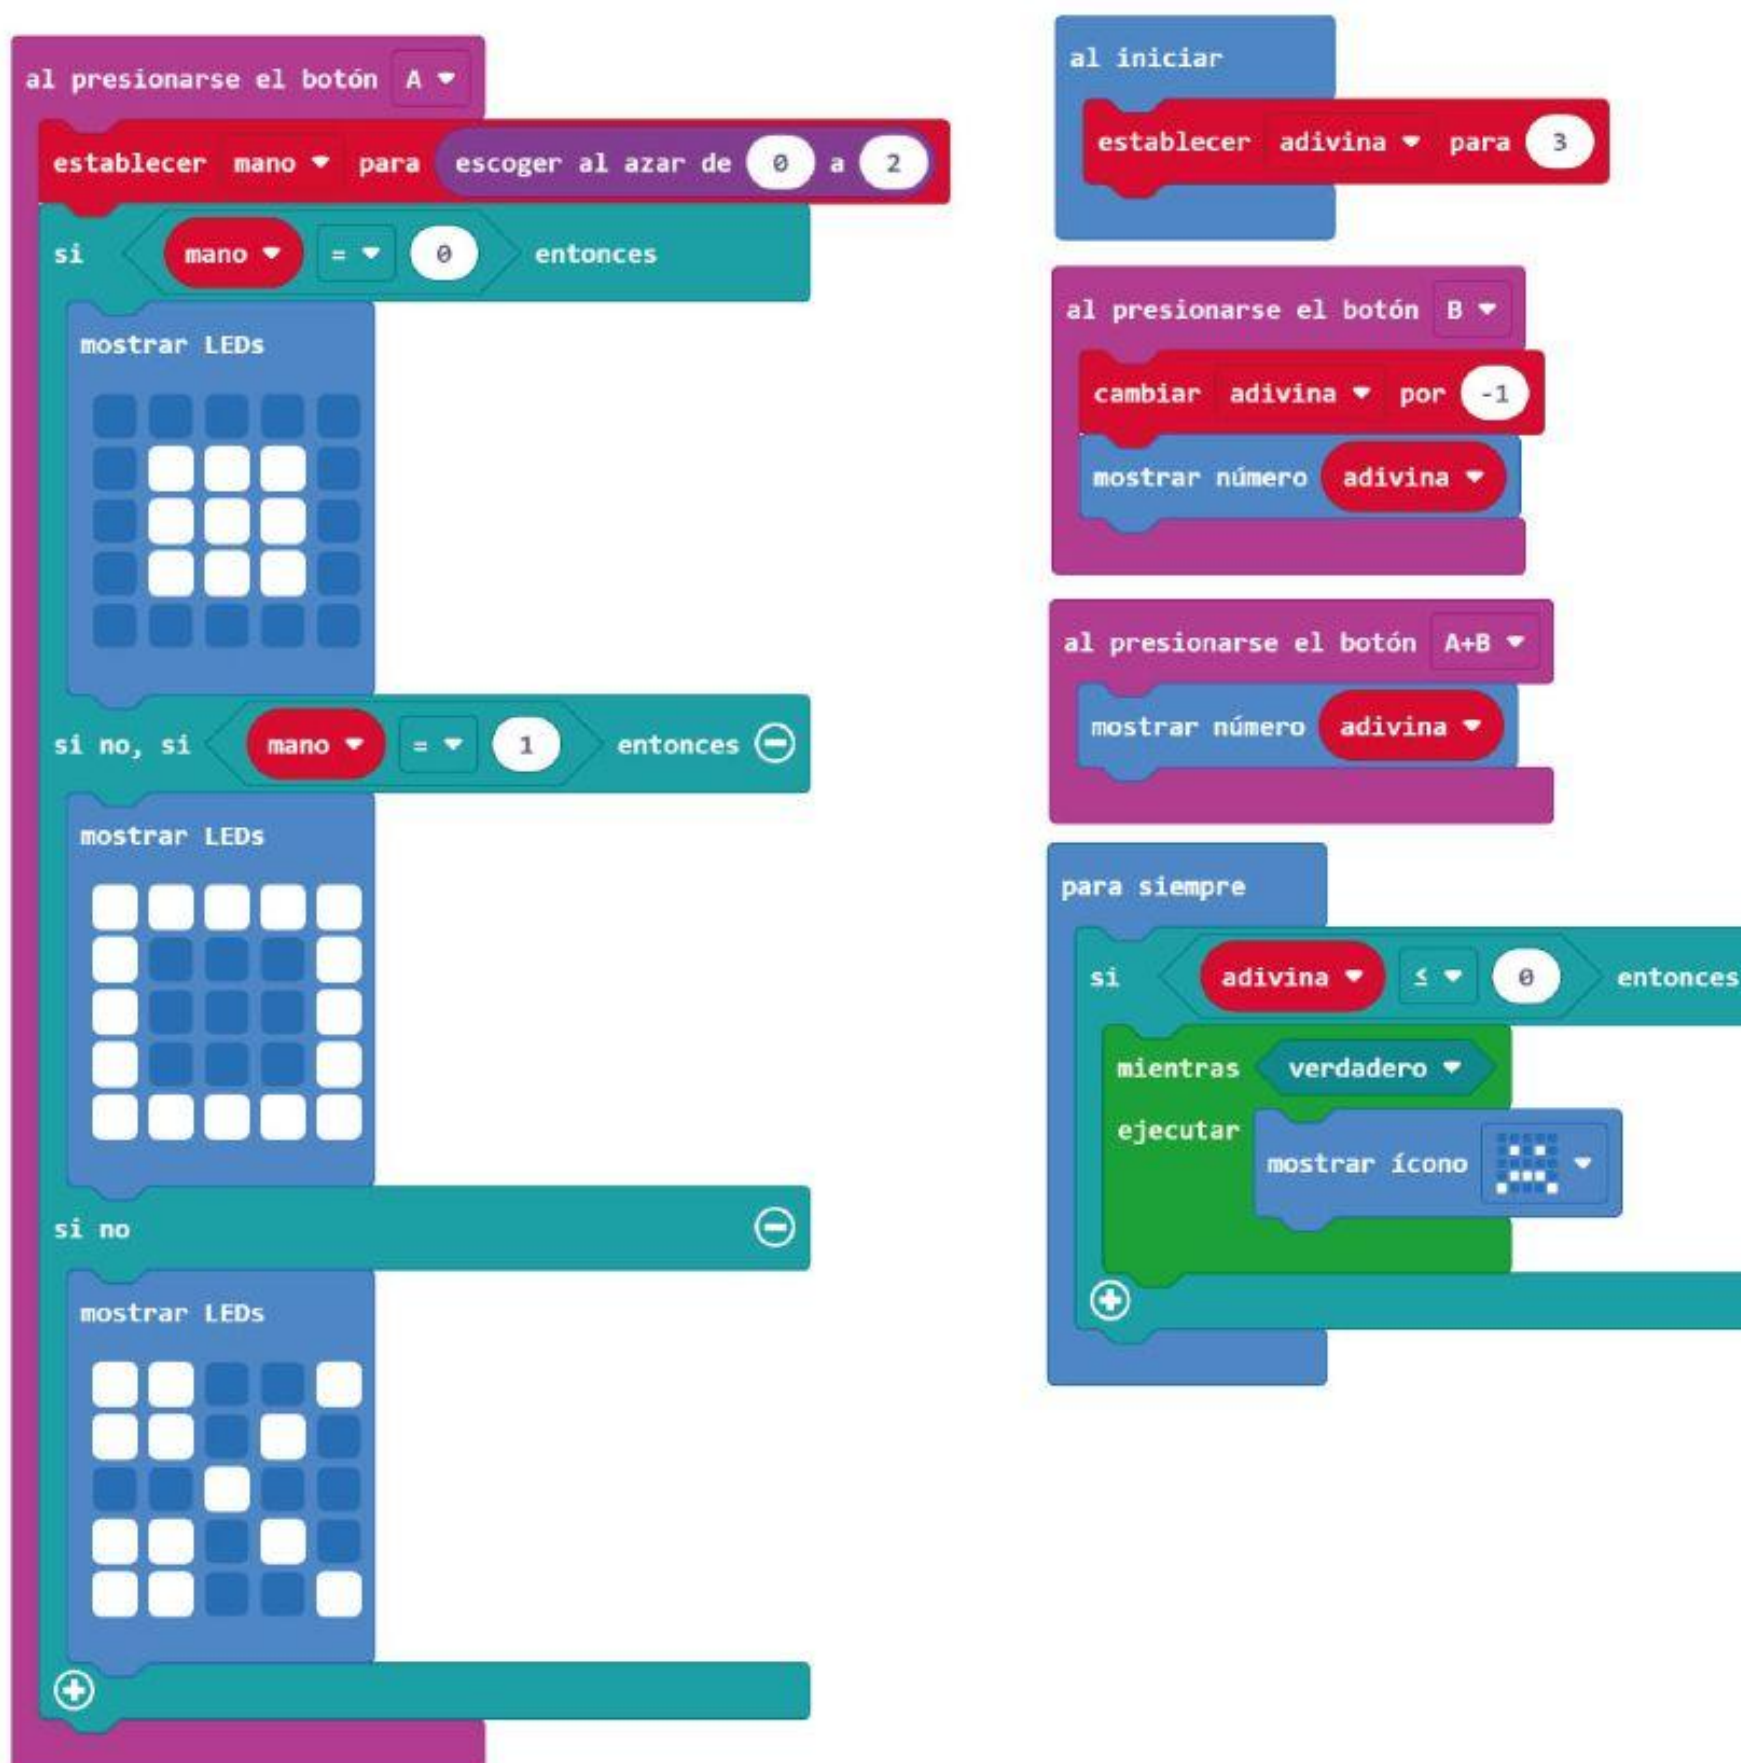 al presionarse el botón A
establecer mano para escoger al azar de 0 a 2
si mano = 0 entonces
mostrar LEDs
si no, si mano = 1 entonces
mostrar LEDs
si no
mostrar LEDs
al iniciar
establecer adivina para 3
al presionarse el botón B
cambiar adivina por -1
mostrar número adivina
al presionarse el botón A+B
mostrar número adivina
para siempre
si adivina ≤ 0 entonces
mientras verdadero
ejecutar
mostrar ícono